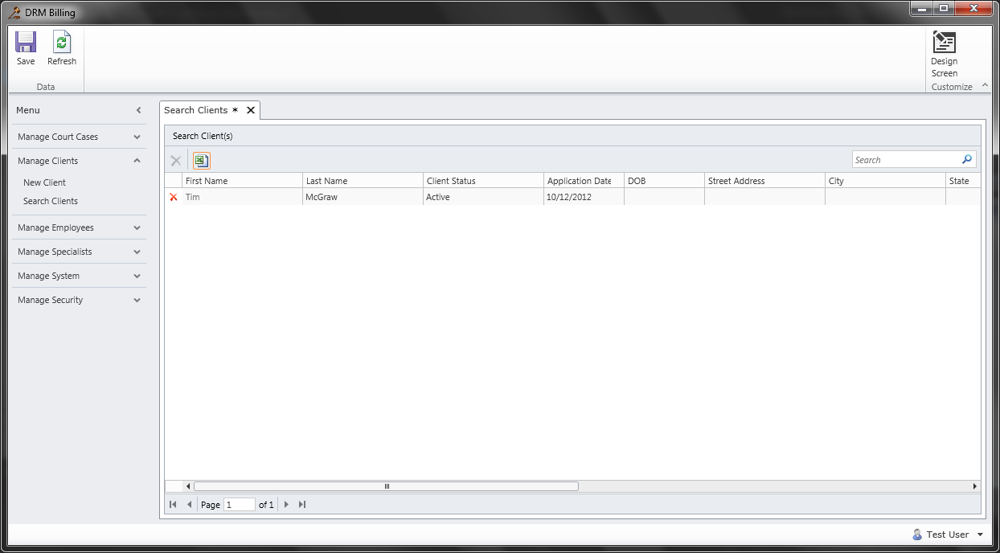 DRM Billing
Save
Refresh
Data
Design
Screen
Customize
Menu
Manage Court Cases
Manage Clients
New Client
Search Clients
Manage Employees
Manage Specialists
Manage System
Manage Security
Search Clients *
Search Client(s)
Search
First Name Last Name Client Status Application Date DOB Street Address City State
Tim McGraw Active 10/12/2012
Page 1 of 1
Test User